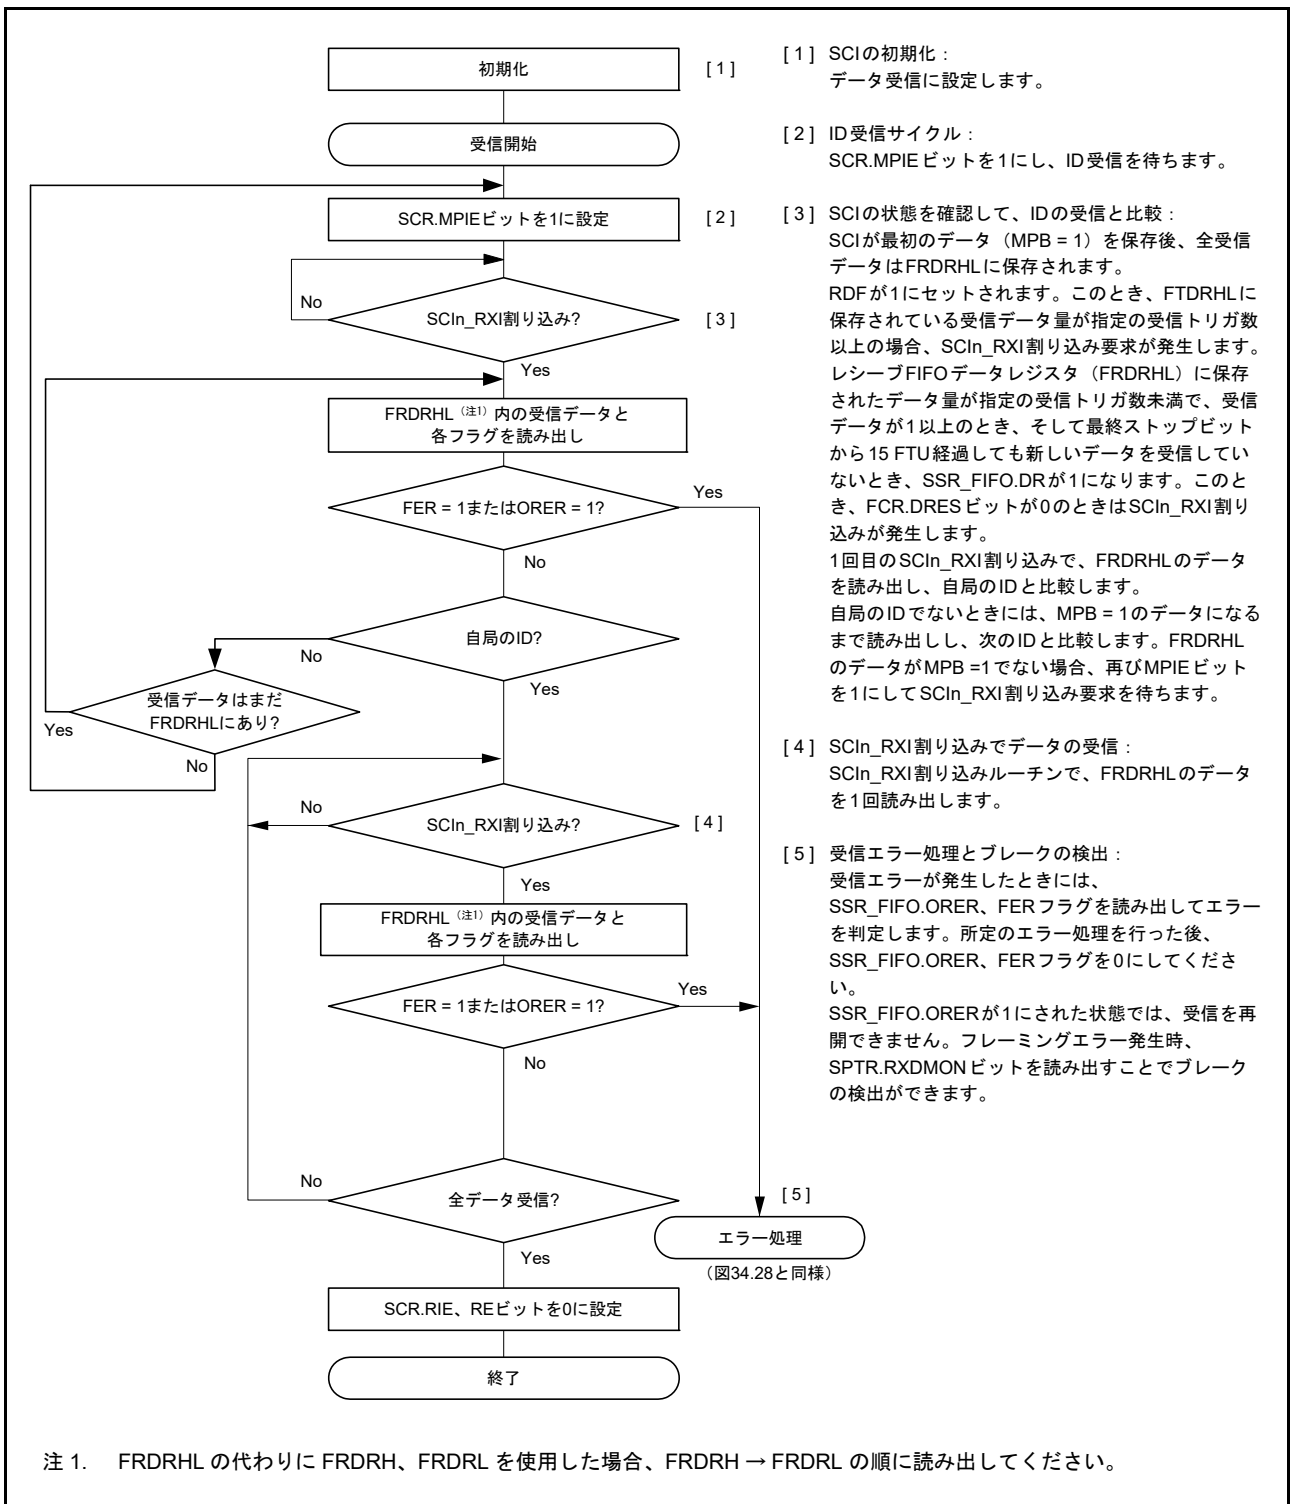 初期化
[ 1 ]
受信開始
SCR.MPIEビットを1に設定
[ 2 ]
No
SCIn_RXI割り込み?
[ 3 ]
Yes
FRDRHL（注1）内の受信データと
各フラグを読み出し
FER = 1またはORER = 1?
Yes
No
自局のID?
No
Yes
受信データはまだ
FRDRHLにあり?
Yes
No
No
SCIn_RXI割り込み?
[ 4 ]
Yes
FRDRHL（注1）内の受信データと
各フラグを読み出し
FER = 1またはORER = 1?
Yes
No
No
全データ受信?
[ 5 ]
エラー処理
（図34.28と同様）
Yes
SCR.RIE、REビットを0に設定
終了
[ 1 ] SCIの初期化：
データ受信に設定します。
[ 2 ] ID受信サイクル：
SCR.MPIEビットを1にし、ID受信を待ちます。
[ 3 ] SCIの状態を確認して、IDの受信と比較：
SCIが最初のデータ（MPB = 1）を保存後、全受信
データはFRDRHLに保存されます。
RDFが1にセットされます。このとき、FTDRHLに
保存されている受信データ量が指定の受信トリガ数
以上の場合、SCIn_RXI割り込み要求が発生します。
レシーブFIFOデータレジスタ（FRDRHL）に保存
されたデータ量が指定の受信トリガ数未満で、受信
データが1以上のとき、そして最終ストップビット
から15 FTU経過しても新しいデータを受信してい
ないとき、SSR_FIFO.DRが1になります。このと
き、FCR.DRESビットが0のときはSCIn_RXI割り
込みが発生します。
1回目のSCIn_RXI割り込みで、FRDRHLのデータ
を読み出し、自局のIDと比較します。
自局のIDでないときには、MPB = 1のデータになる
まで読み出しし、次のIDと比較します。FRDRHL
のデータがMPB =1でない場合、再びMPIEビット
を1にしてSCIn_RXI割り込み要求を待ちます。
[ 4 ] SCIn_RXI割り込みでデータの受信：
SCIn_RXI割り込みルーチンで、FRDRHLのデータ
を1回読み出します。
[ 5 ] 受信エラー処理とブレークの検出：
受信エラーが発生したときには、
SSR_FIFO.ORER、FERフラグを読み出してエラー
を判定します。所定のエラー処理を行った後、
SSR_FIFO.ORER、FERフラグを0にしてくださ
い。
SSR_FIFO.ORERが1にされた状態では、受信を再
開できません。フレーミングエラー発生時、
SPTR.RXDMONビットを読み出すことでブレーク
の検出ができます。
注 1. FRDRHL の代わりに FRDRH、FRDRL を使用した場合、FRDRH → FRDRL の順に読み出してください。